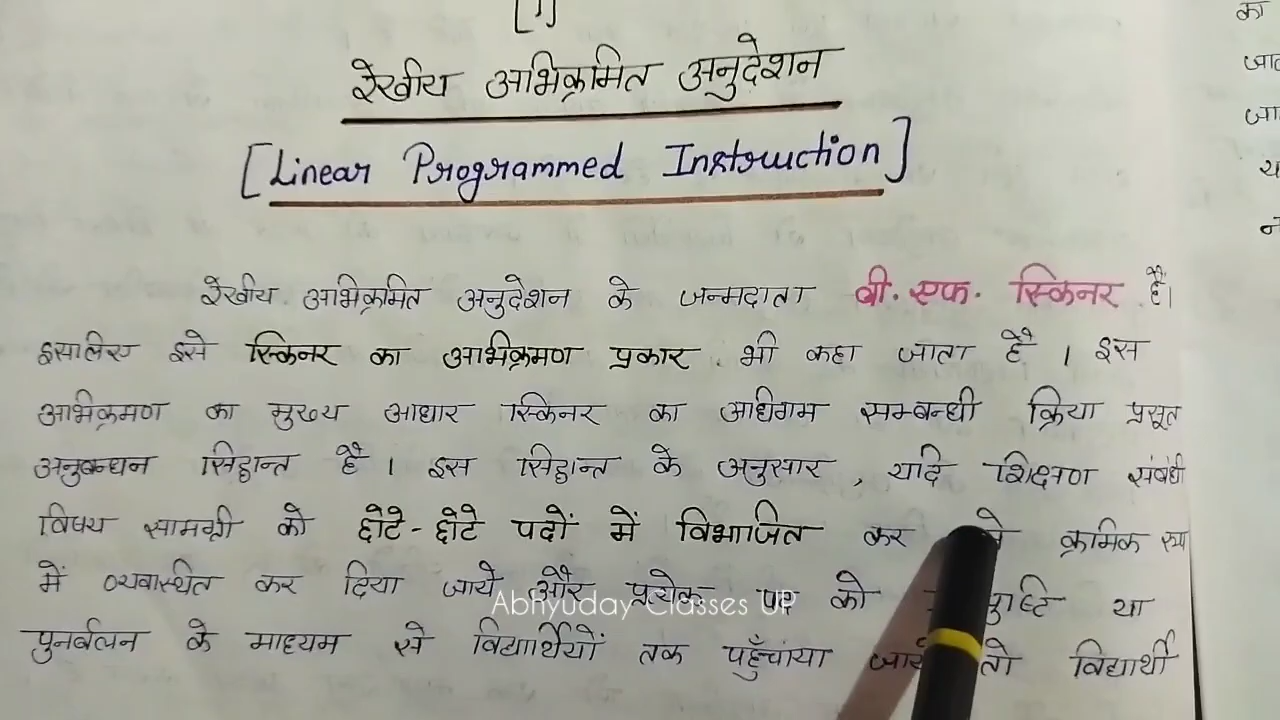 [1]
रेखीय अभिक्रमित अनुदेशन
[Linear Programmed Instruction]
रेखीय अभिक्रमित अनुदेशन के जन्मदाता बी. एफ. स्किनर है।
इसलिए इसे स्किनर का अभिक्रमण प्रकार भी कहा जाता है । इस
अभिक्रमण का मुख्य आधार स्किनर का अधिगम सम्बन्धी क्रिया प्रसूत
अनुबन्धन सिद्धान्त है । इस सिद्धान्त के अनुसार , यदि शिक्षण संबंधी
विषय सामग्री को छोटे-छोटे पदों में विभाजित कर क्रमिक रूप
में व्यवस्थित कर दिया जाये और प्रत्येक पद को या
पुनर्बलन के माध्यम से विद्यार्थियों तक पहुँचांया तो विद्यार्थी
Abhyuday Classes UP
का